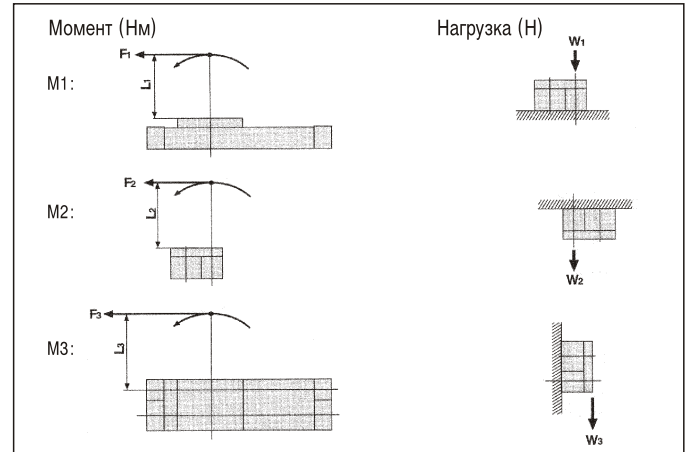 Момент (Нм)
Нагрузка (Н)
F1
L1
M1:
W1
F2
L2
M2:
W2
F3
L3
M3:
W3